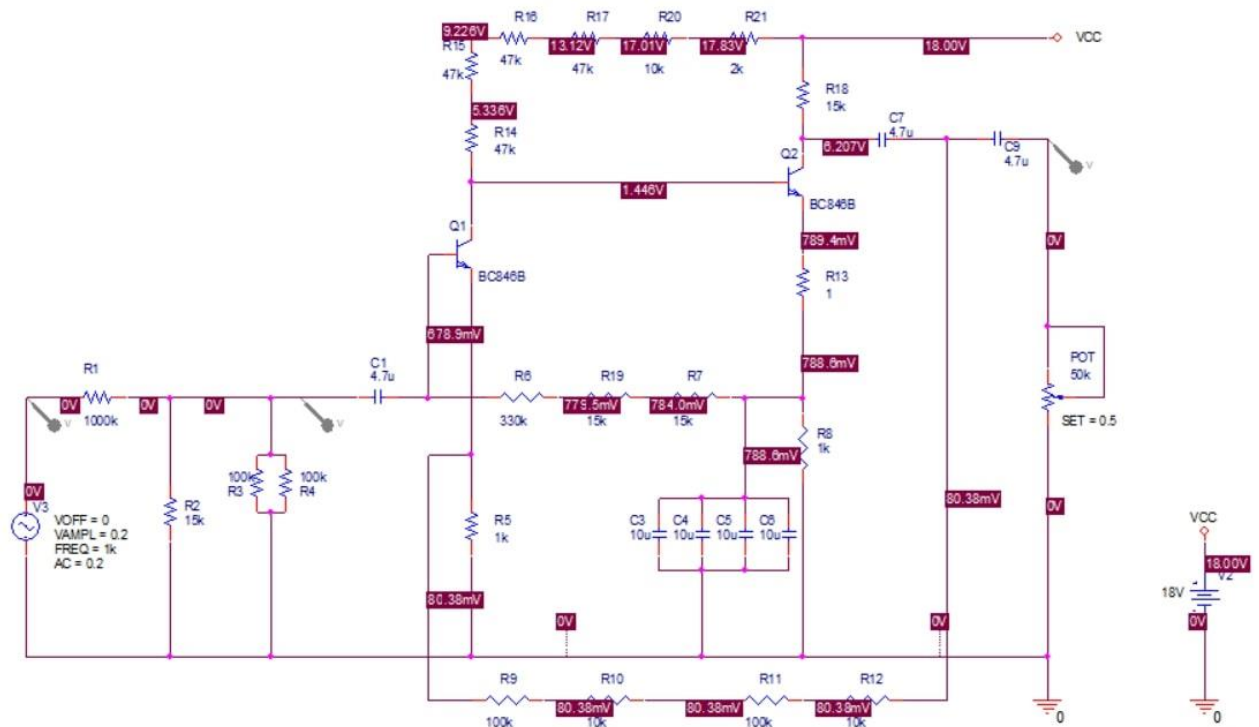 R16
R17
R20
R21
9.226V
13.12V
17.01V
17.83V
18.00V
VCC
R15
47k
47k
47k
10k
2k
5.336V
R14
47k
R18
15k
C7
4.7u
6.207V
C9
4.7u
V
Q2
1.446V
BC846B
Q1
BC846B
789.4mV
0V
R13
1
678.9mV
788.6mV
POT
50k
SET = 0.5
R1
1000k
0V
0V
0V
V
C1
4.7u
R6
330k
R19
779.5mV
15k
R7
784.0mV
15k
R8
1k
788.6mV
100k
R3
100k
R4
0V
V3
VOFF = 0
VAMPL = 0.2
FREQ = 1k
AC = 0.2
R2
15k
R5
1k
C3
10u
C4
10u
C5
10u
C6
10u
80.38mV
0V
80.38mV
0V
0V
VCC
18.00V
V2
18V
0V
R9
100k
R10
80.38mV
10k
80.38mV
R11
100k
R12
80.38mV
10k
0
0